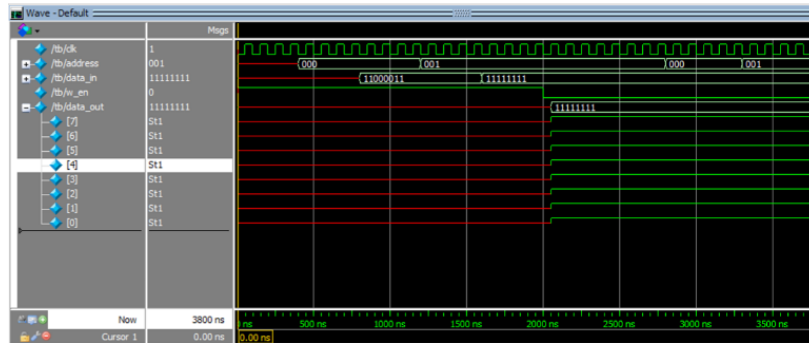 Wave - Default
Msgs
/tb/clk 1
/tb/address 001 000 001 000 001
/tb/data_in 11111111 11000011 11111111
/tb/w_en 0
/tb/data_out 11111111 11111111
[7] St1
[6] St1
[5] St1
[4] St1
[3] St1
[2] St1
[1] St1
[0] St1
Now 3800 ns ns 500 ns 1000 ns 1500 ns 2000 ns 2500 ns 3000 ns 3500 ns
Cursor 1 0.00 ns 0.00 ns